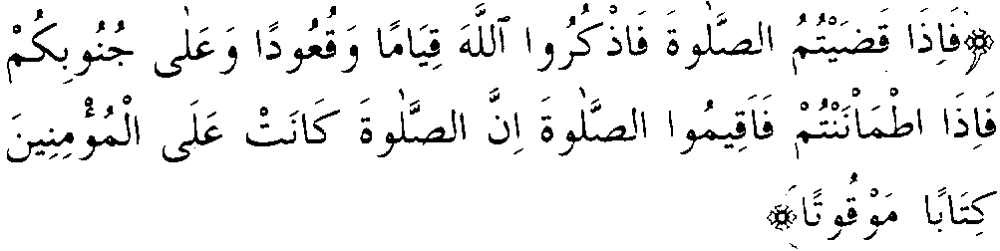 ﴿فَاِذَا قَضَيْتُمُ الصَّلٰوةَ فَاذْكُرُوا ٱللَّهَ قِيَامًا وَقُعُودًا وَعَلٰى جُنُوبِكُمْ
فَاِذَا اطْمَأْنَنْتُمْ فَاَقِيمُوا الصَّلٰوةَ اِنَّ الصَّلٰوةَ كَانَتْ عَلَى الْمُؤْمِنِينَ
كِتَابًا مَوْقُوتًا﴾